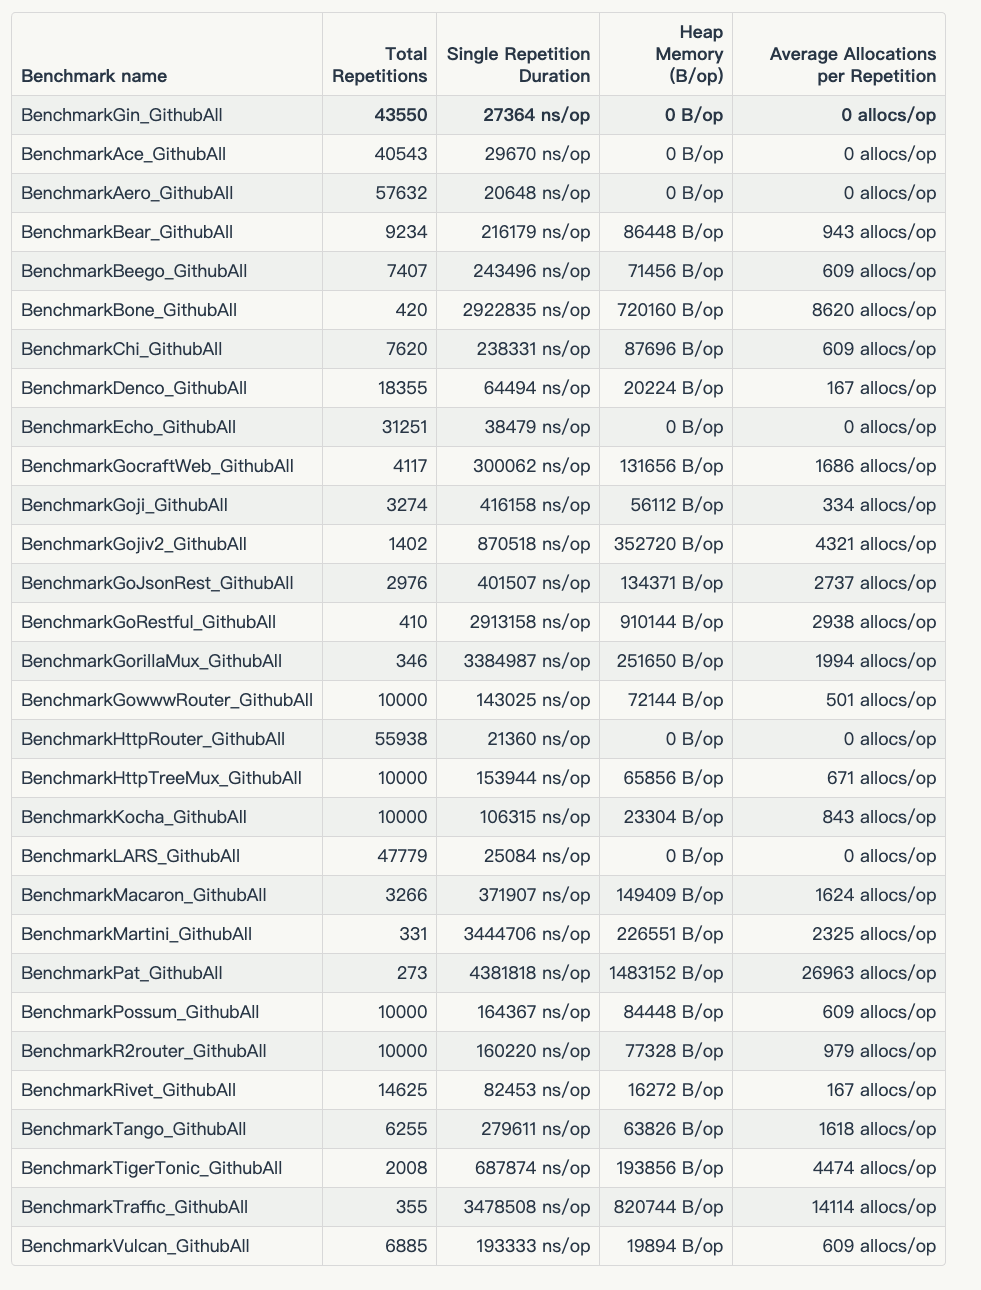 Benchmark name Total Repetitions Single Repetition Duration Heap Memory (B/op) Average Allocations per Repetition
BenchmarkGin_GithubAll 43550 27364 ns/op 0 B/op 0 allocs/op
BenchmarkAce_GithubAll 40543 29670 ns/op 0 B/op 0 allocs/op
BenchmarkAero_GithubAll 57632 20648 ns/op 0 B/op 0 allocs/op
BenchmarkBear_GithubAll 9234 216179 ns/op 86448 B/op 943 allocs/op
BenchmarkBeego_GithubAll 7407 243496 ns/op 71456 B/op 609 allocs/op
BenchmarkBone_GithubAll 420 2922835 ns/op 720160 B/op 8620 allocs/op
BenchmarkChi_GithubAll 7620 238331 ns/op 87696 B/op 609 allocs/op
BenchmarkDenco_GithubAll 18355 64494 ns/op 20224 B/op 167 allocs/op
BenchmarkEcho_GithubAll 31251 38479 ns/op 0 B/op 0 allocs/op
BenchmarkGocraftWeb_GithubAll 4117 300062 ns/op 131656 B/op 1686 allocs/op
BenchmarkGoji_GithubAll 3274 416158 ns/op 56112 B/op 334 allocs/op
BenchmarkGojiv2_GithubAll 1402 870518 ns/op 352720 B/op 4321 allocs/op
BenchmarkGoJsonRest_GithubAll 2976 401507 ns/op 134371 B/op 2737 allocs/op
BenchmarkGoRestful_GithubAll 410 2913158 ns/op 910144 B/op 2938 allocs/op
BenchmarkGorillaMux_GithubAll 346 3384987 ns/op 251650 B/op 1994 allocs/op
BenchmarkGowwwRouter_GithubAll 10000 143025 ns/op 72144 B/op 501 allocs/op
BenchmarkHttpRouter_GithubAll 55938 21360 ns/op 0 B/op 0 allocs/op
BenchmarkHttpTreeMux_GithubAll 10000 153944 ns/op 65856 B/op 671 allocs/op
BenchmarkKocha_GithubAll 10000 106315 ns/op 23304 B/op 843 allocs/op
BenchmarkLARS_GithubAll 47779 25084 ns/op 0 B/op 0 allocs/op
BenchmarkMacaron_GithubAll 3266 371907 ns/op 149409 B/op 1624 allocs/op
BenchmarkMartini_GithubAll 331 3444706 ns/op 226551 B/op 2325 allocs/op
BenchmarkPat_GithubAll 273 4381818 ns/op 1483152 B/op 26963 allocs/op
BenchmarkPossum_GithubAll 10000 164367 ns/op 84448 B/op 609 allocs/op
BenchmarkR2router_GithubAll 10000 160220 ns/op 77328 B/op 979 allocs/op
BenchmarkRivet_GithubAll 14625 82453 ns/op 16272 B/op 167 allocs/op
BenchmarkTango_GithubAll 6255 279611 ns/op 63826 B/op 1618 allocs/op
BenchmarkTigerTonic_GithubAll 2008 687874 ns/op 193856 B/op 4474 allocs/op
BenchmarkTraffic_GithubAll 355 3478508 ns/op 820744 B/op 14114 allocs/op
BenchmarkVulcan_GithubAll 6885 193333 ns/op 19894 B/op 609 allocs/op